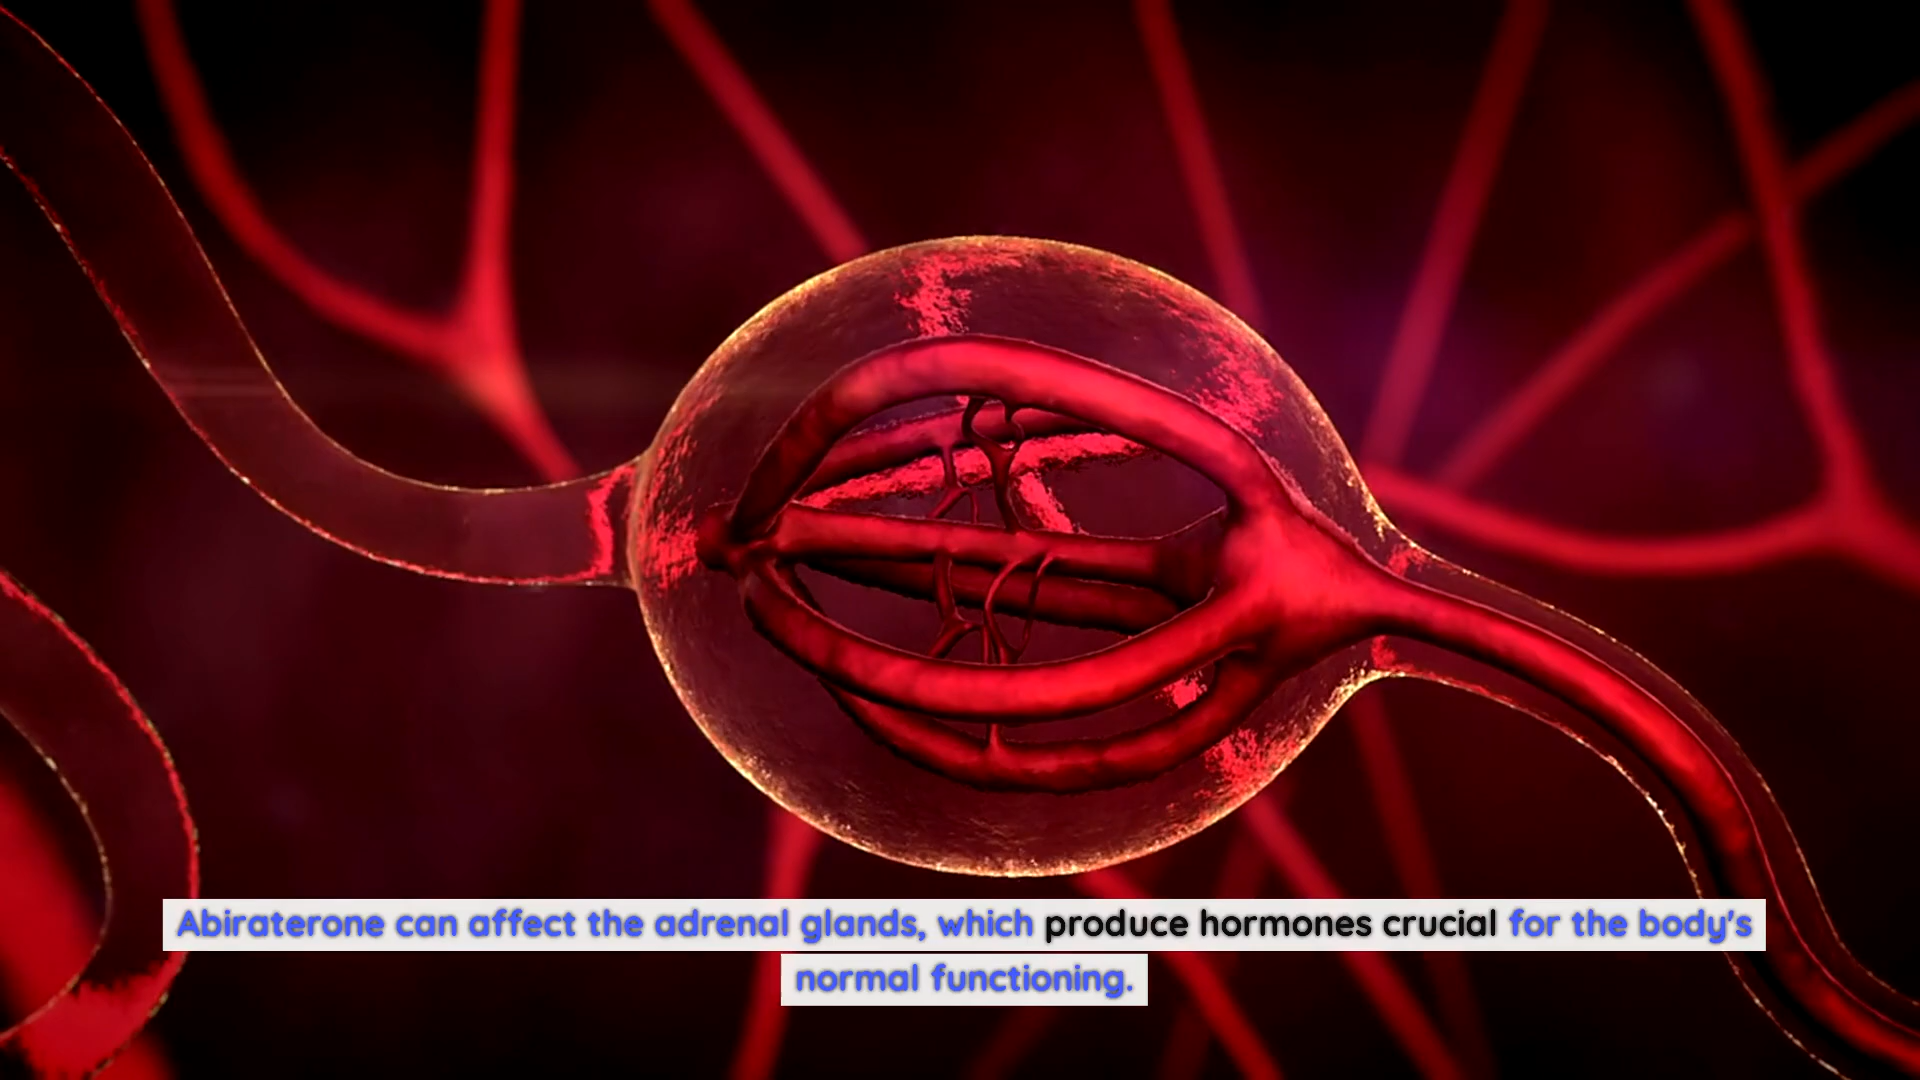 Abiraterone can affect the adrenal glands, which produce hormones crucial for the body's
normal functioning.